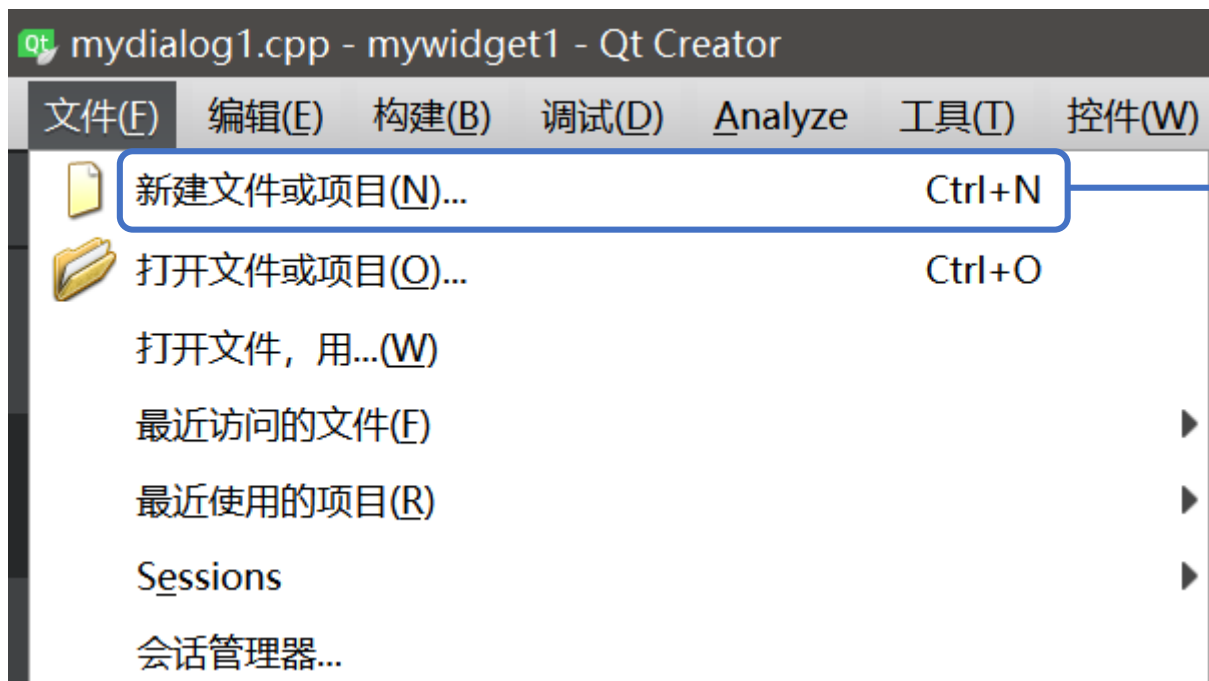 Qt mydialog1.cpp - mywidget1 - Qt Creator
文件(F) 编辑(E) 构建(B) 调试(D) Analyze 工具(T) 控件(W)
新建文件或项目(N)... Ctrl+N
打开文件或项目(O)... Ctrl+O
打开文件，用...(W)
最近访问的文件(F)
最近使用的项目(R)
Sessions
会话管理器...